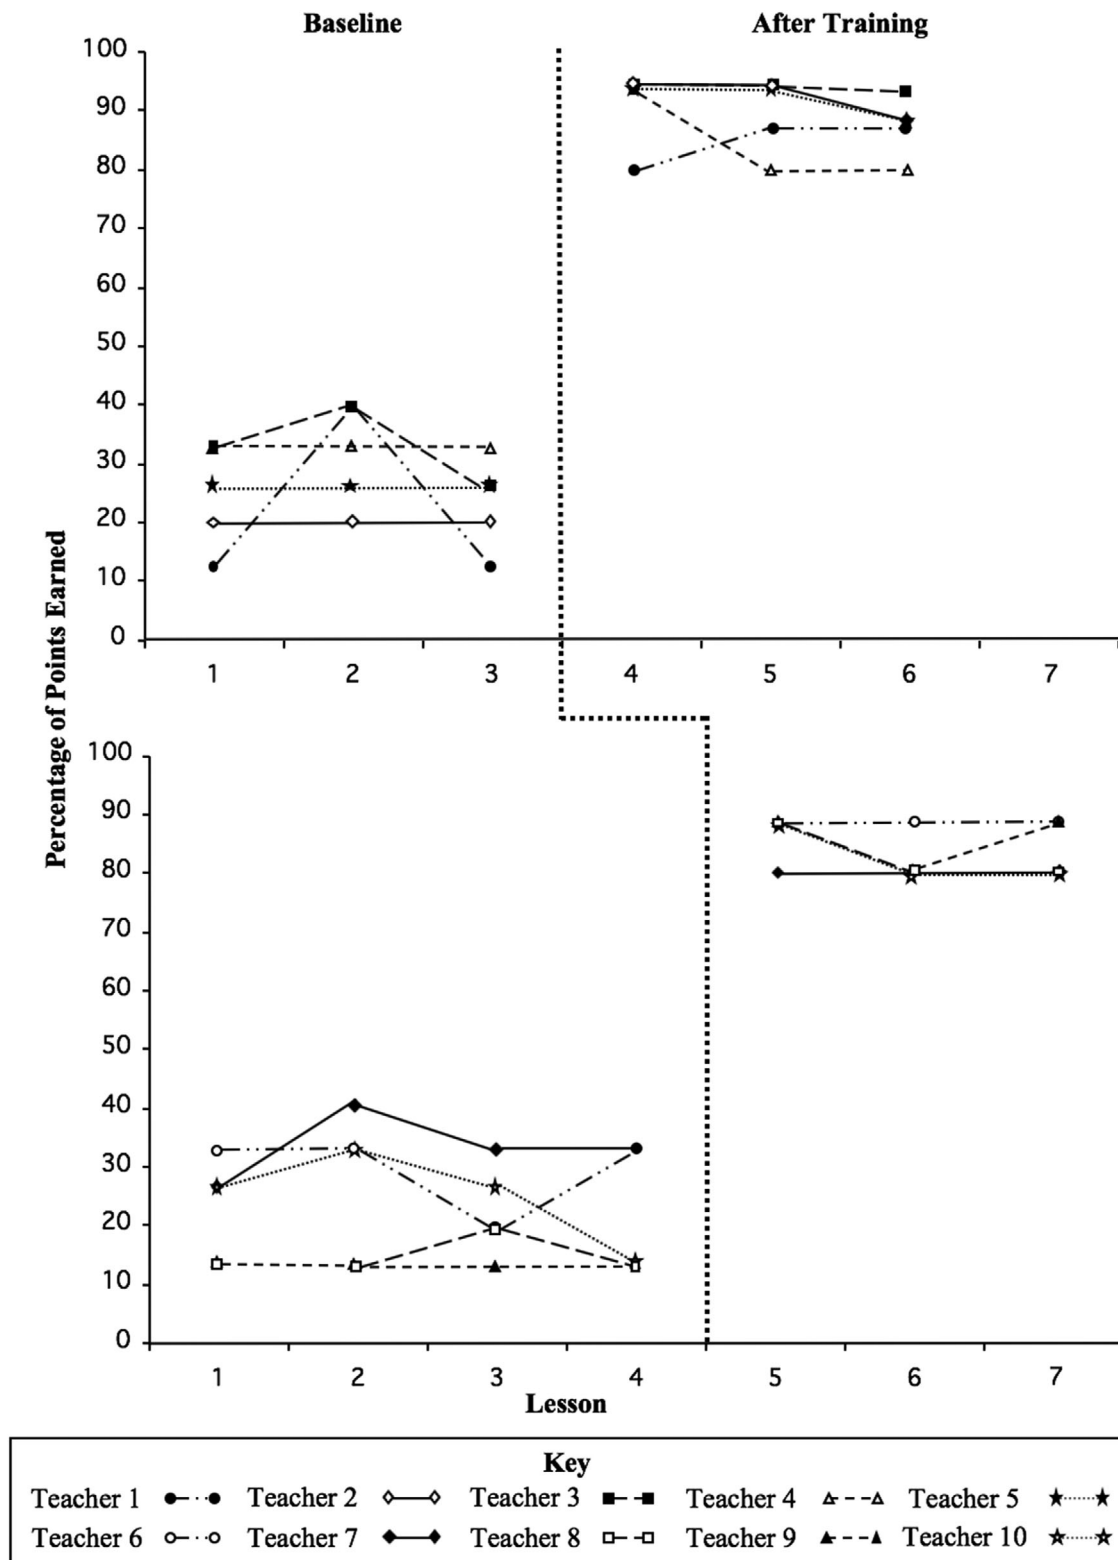 Baseline After Training
100
90
80
70
60
50
40
30
20
10
0
1 2 3 4 5 6 7
Percentage of Points Earned
100
90
80
70
60
50
40
30
20
10
0
1 2 3 4 5 6 7
Lesson
Key
Teacher 1 Teacher 2 Teacher 3 Teacher 4 Teacher 5
Teacher 6 Teacher 7 Teacher 8 Teacher 9 Teacher 10